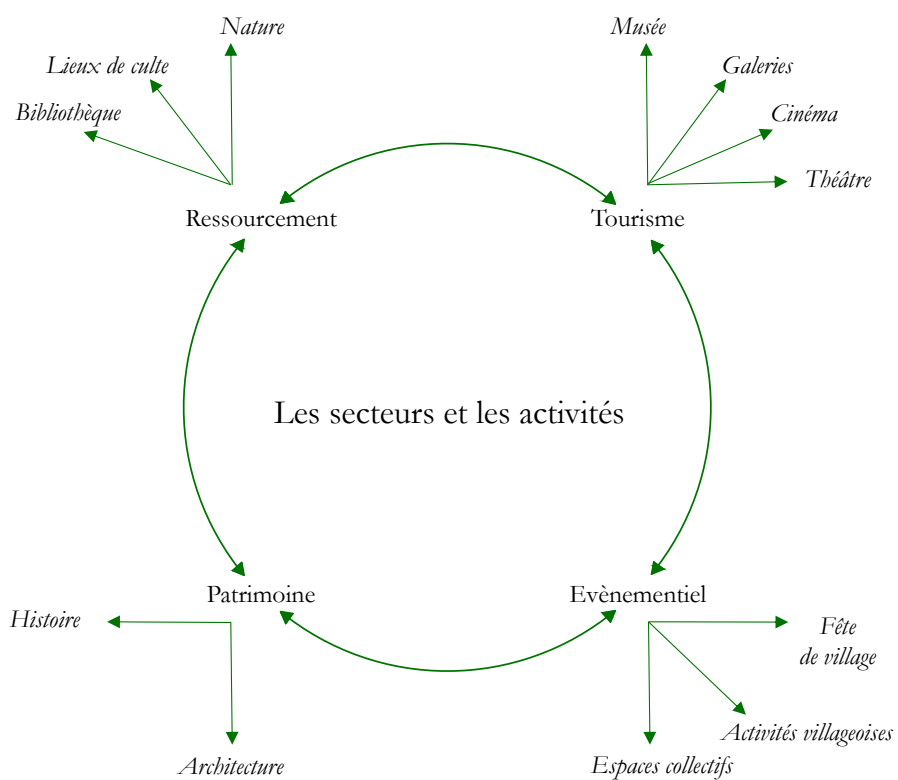 Nature
Musée
Lieux de culte
Galeries
Bibliothèque
Cinéma
Théâtre
Ressourcement
Tourisme
Les secteurs et les activités
Patrimoine
Evènementiel
Histoire
Fête
de village
Activités villageoises
Architecture
Espaces collectifs